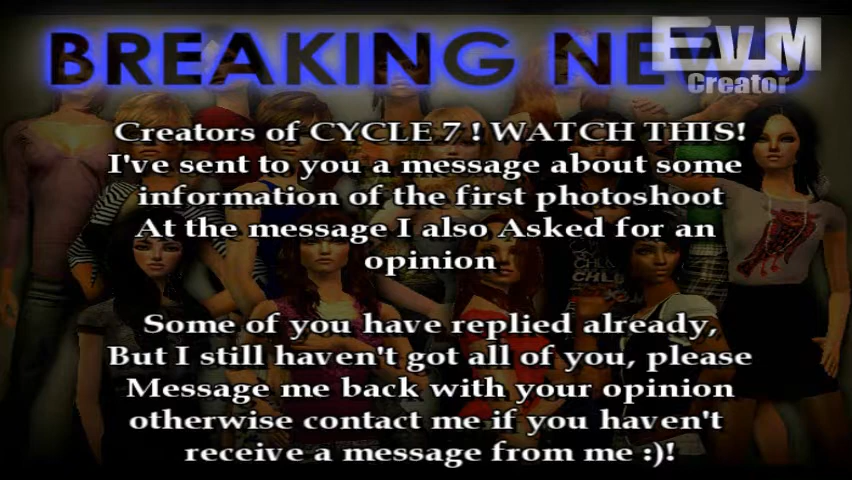 BREAKING NEWS
EvM
Creator
Creators of CYCLE 7 ! WATCH THIS!
I've sent to you a message about some
information of the first photoshoot
At the message I also Asked for an
opinion
Some of you have replied already,
But I still haven't got all of you, please
Message me back with your opinion
otherwise contact me if you haven't
receive a message from me :)!